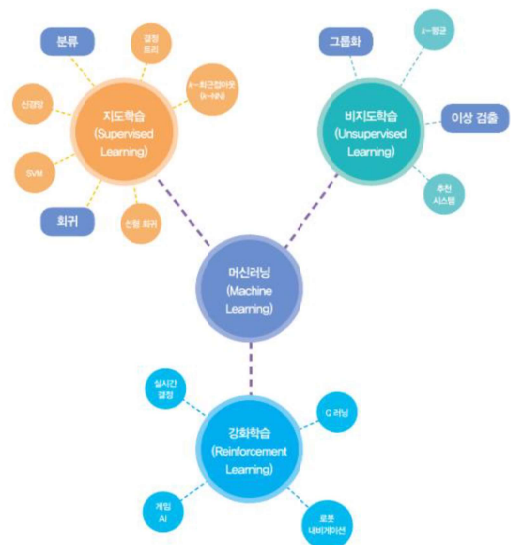 분류
결정
트리
k-최근접이웃
(k-NN)
신경망
지도학습
(Supervised
Learning)
SVM
회귀
선형 회귀
그룹화
k-평균
비지도학습
(Unsupervised
Learning)
이상 검출
추천
시스템
머신러닝
(Machine
Learning)
실시간
결정
Q 러닝
강화학습
(Reinforcement
Learning)
게임
AI
로봇
내비게이션